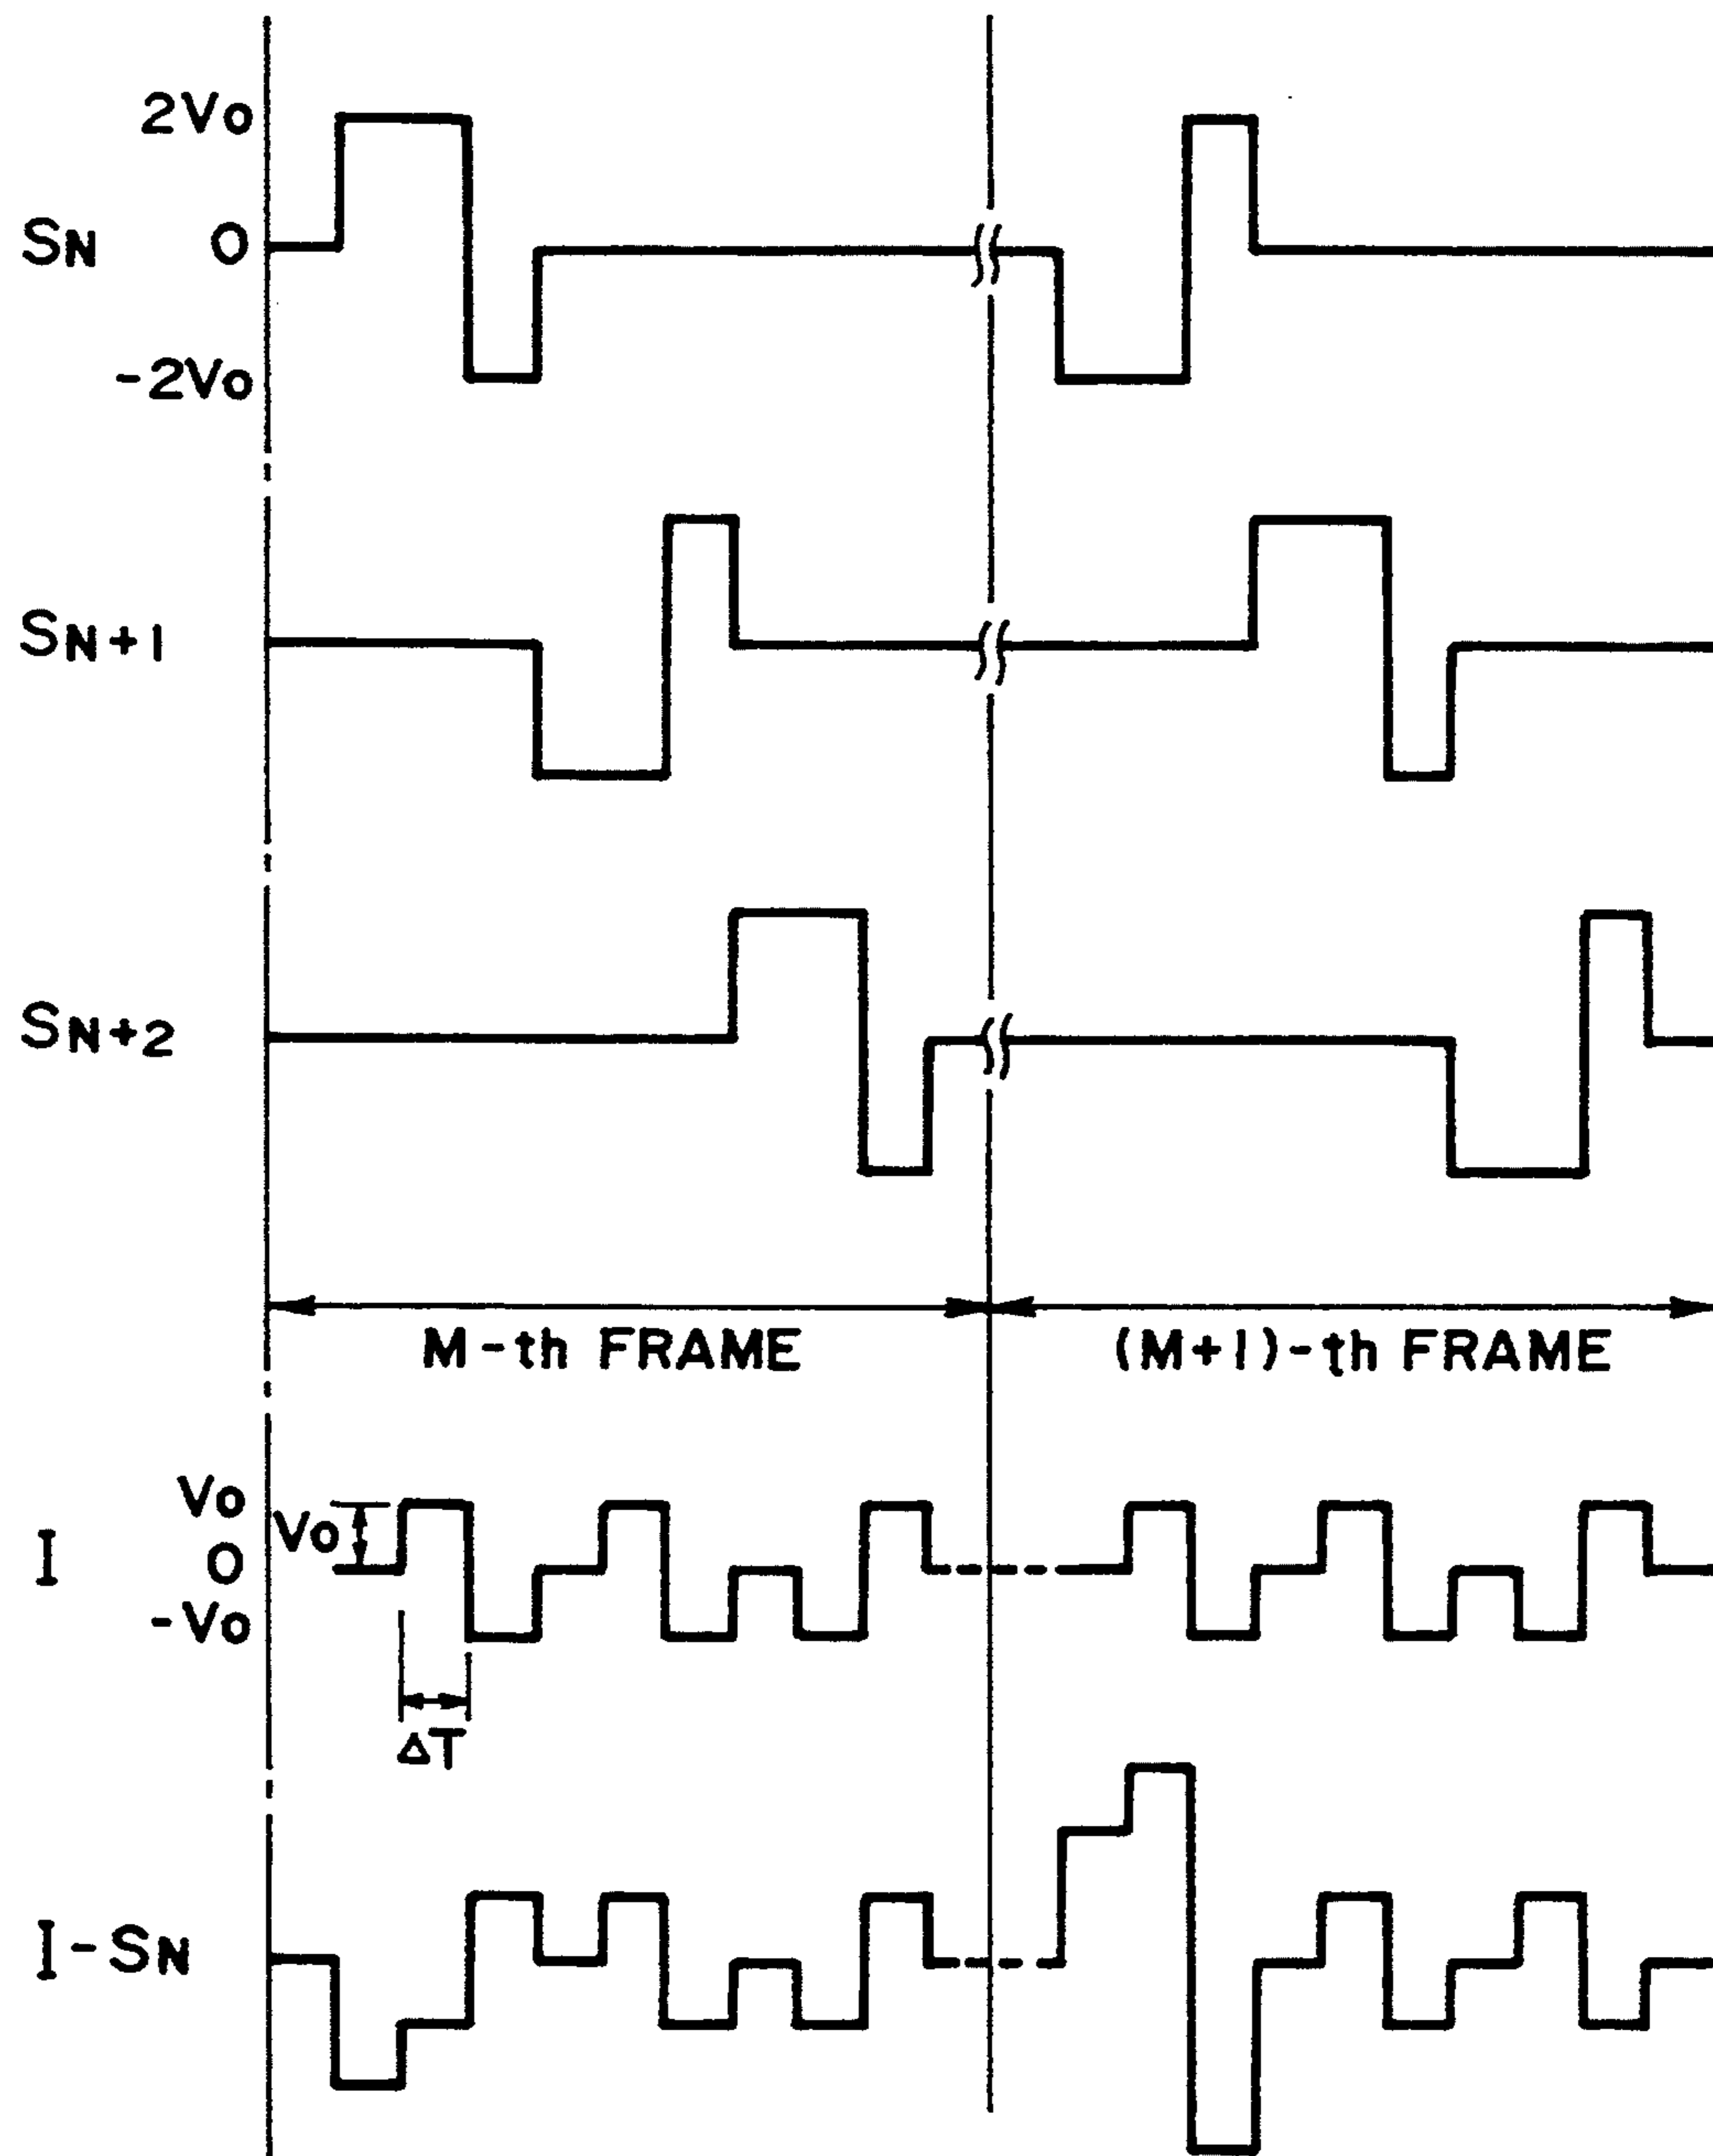 2Vo
SN 0
-2Vo
SN+1
SN+2
M-th FRAME (M+1)-th FRAME
Vo
Vo
I 0
-Vo
ΔT
I-SN